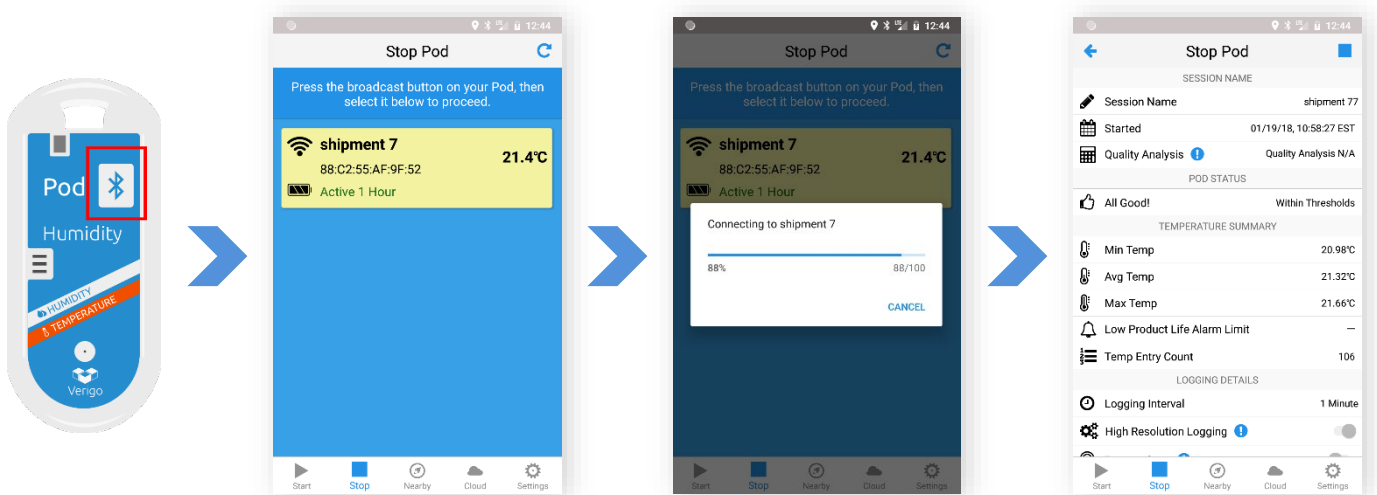 Pod
Humidity
HUMIDITY
TEMPERATURE
Verigo
12:44
Stop Pod
Press the broadcast button on your Pod, then
select it below to proceed.
shipment 7
21.4°C
88:C2:55:AF:9F:52
Active 1 Hour
Start Stop Nearby Cloud Settings
12:44
Stop Pod
Press the broadcast button on your Pod, then
select it below to proceed.
shipment 7
21.4°C
88:C2:55:AF:9F:52
Active 1 Hour
Connecting to shipment 7
88% 88/100
CANCEL
Start Stop Nearby Cloud Settings
12:44
Stop Pod
SESSION NAME
Session Name shipment 77
Started 01/19/18, 10:58:27 EST
Quality Analysis Quality Analysis N/A
POD STATUS
All Good! Within Thresholds
TEMPERATURE SUMMARY
Min Temp 20.98°C
Avg Temp 21.32°C
Max Temp 21.66°C
Low Product Life Alarm Limit —
Temp Entry Count 106
LOGGING DETAILS
Logging Interval 1 Minute
High Resolution Logging
Start Stop Nearby Cloud Settings